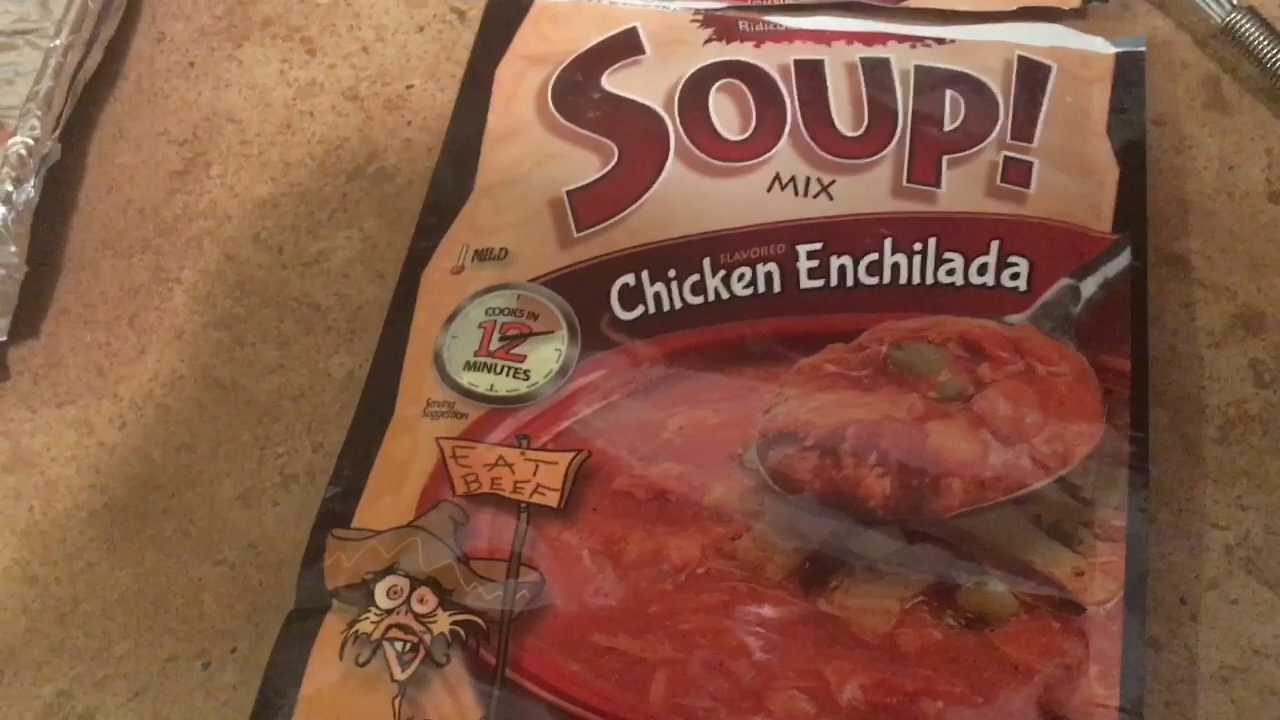 SOUP!
MIX
MILD
FLAVORED
Chicken Enchilada
COOKS IN
12
MINUTES
Serving
Suggestion
EAT
BEEF